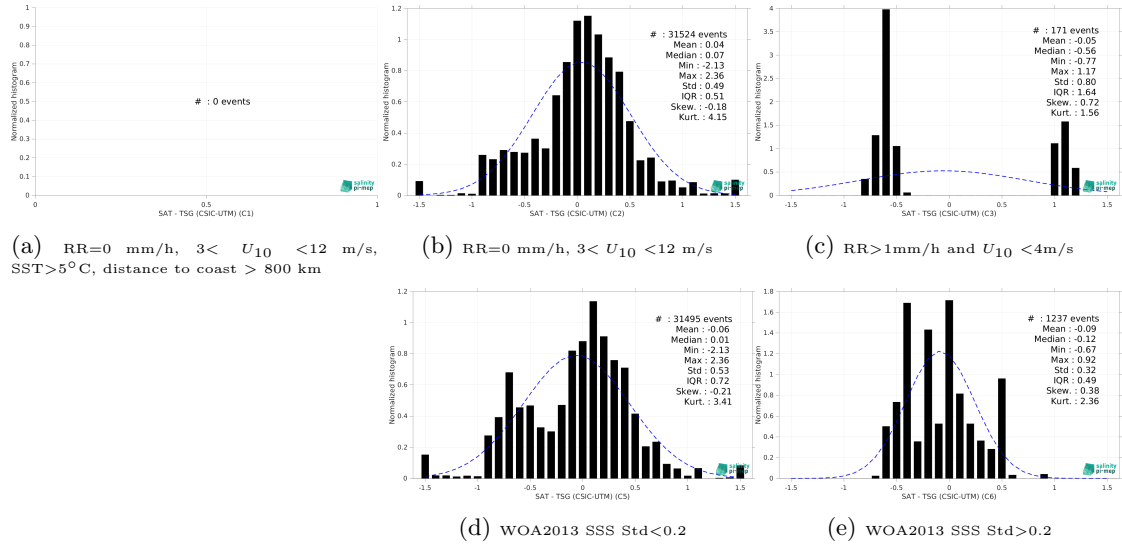 1
0.9
0.8
0.7
0.6
0.5
0.4
0.3
0.2
0.1
0
Normalized histogram
# : 0 events
salinity
pi-mep
0 0.5 1
SAT - TSG (CSIC-UTM) (C1)
(a) RR=0 mm/h, 3< U10 <12 m/s,
SST>5°C, distance to coast > 800 km
1.2
1
0.8
0.6
0.4
0.2
0
Normalized histogram
# : 31524 events
Mean : 0.04
Median : 0.07
Min : -2.13
Max : 2.36
Std : 0.49
IQR : 0.51
Skew. : -0.18
Kurt. : 4.15
salinity
pi-mep
-1.5 -1 -0.5 0 0.5 1 1.5
SAT - TSG (CSIC-UTM) (C2)
(b) RR=0 mm/h, 3< U10 <12 m/s
4
3.5
3
2.5
2
1.5
1
0.5
0
Normalized histogram
# : 171 events
Mean : -0.05
Median : -0.56
Min : -0.77
Max : 1.17
Std : 0.80
IQR : 1.64
Skew. : 0.72
Kurt. : 1.56
salinity
pi-mep
-1.5 -1 -0.5 0 0.5 1 1.5
SAT - TSG (CSIC-UTM) (C3)
(c) RR>1mm/h and U10 <4m/s
1.2
1
0.8
0.6
0.4
0.2
0
Normalized histogram
# : 31495 events
Mean : -0.06
Median : 0.01
Min : -2.13
Max : 2.36
Std : 0.53
IQR : 0.72
Skew. : -0.21
Kurt. : 3.41
salinity
pi-mep
-1.5 -1 -0.5 0 0.5 1 1.5
SAT - TSG (CSIC-UTM) (C5)
(d) WOA2013 SSS Std<0.2
1.8
1.6
1.4
1.2
1
0.8
0.6
0.4
0.2
0
Normalized histogram
# : 1237 events
Mean : -0.09
Median : -0.12
Min : -0.67
Max : 0.92
Std : 0.32
IQR : 0.49
Skew. : 0.38
Kurt. : 2.36
salinity
pi-mep
-1.5 -1 -0.5 0 0.5 1 1.5
SAT - TSG (CSIC-UTM) (C6)
(e) WOA2013 SSS Std>0.2